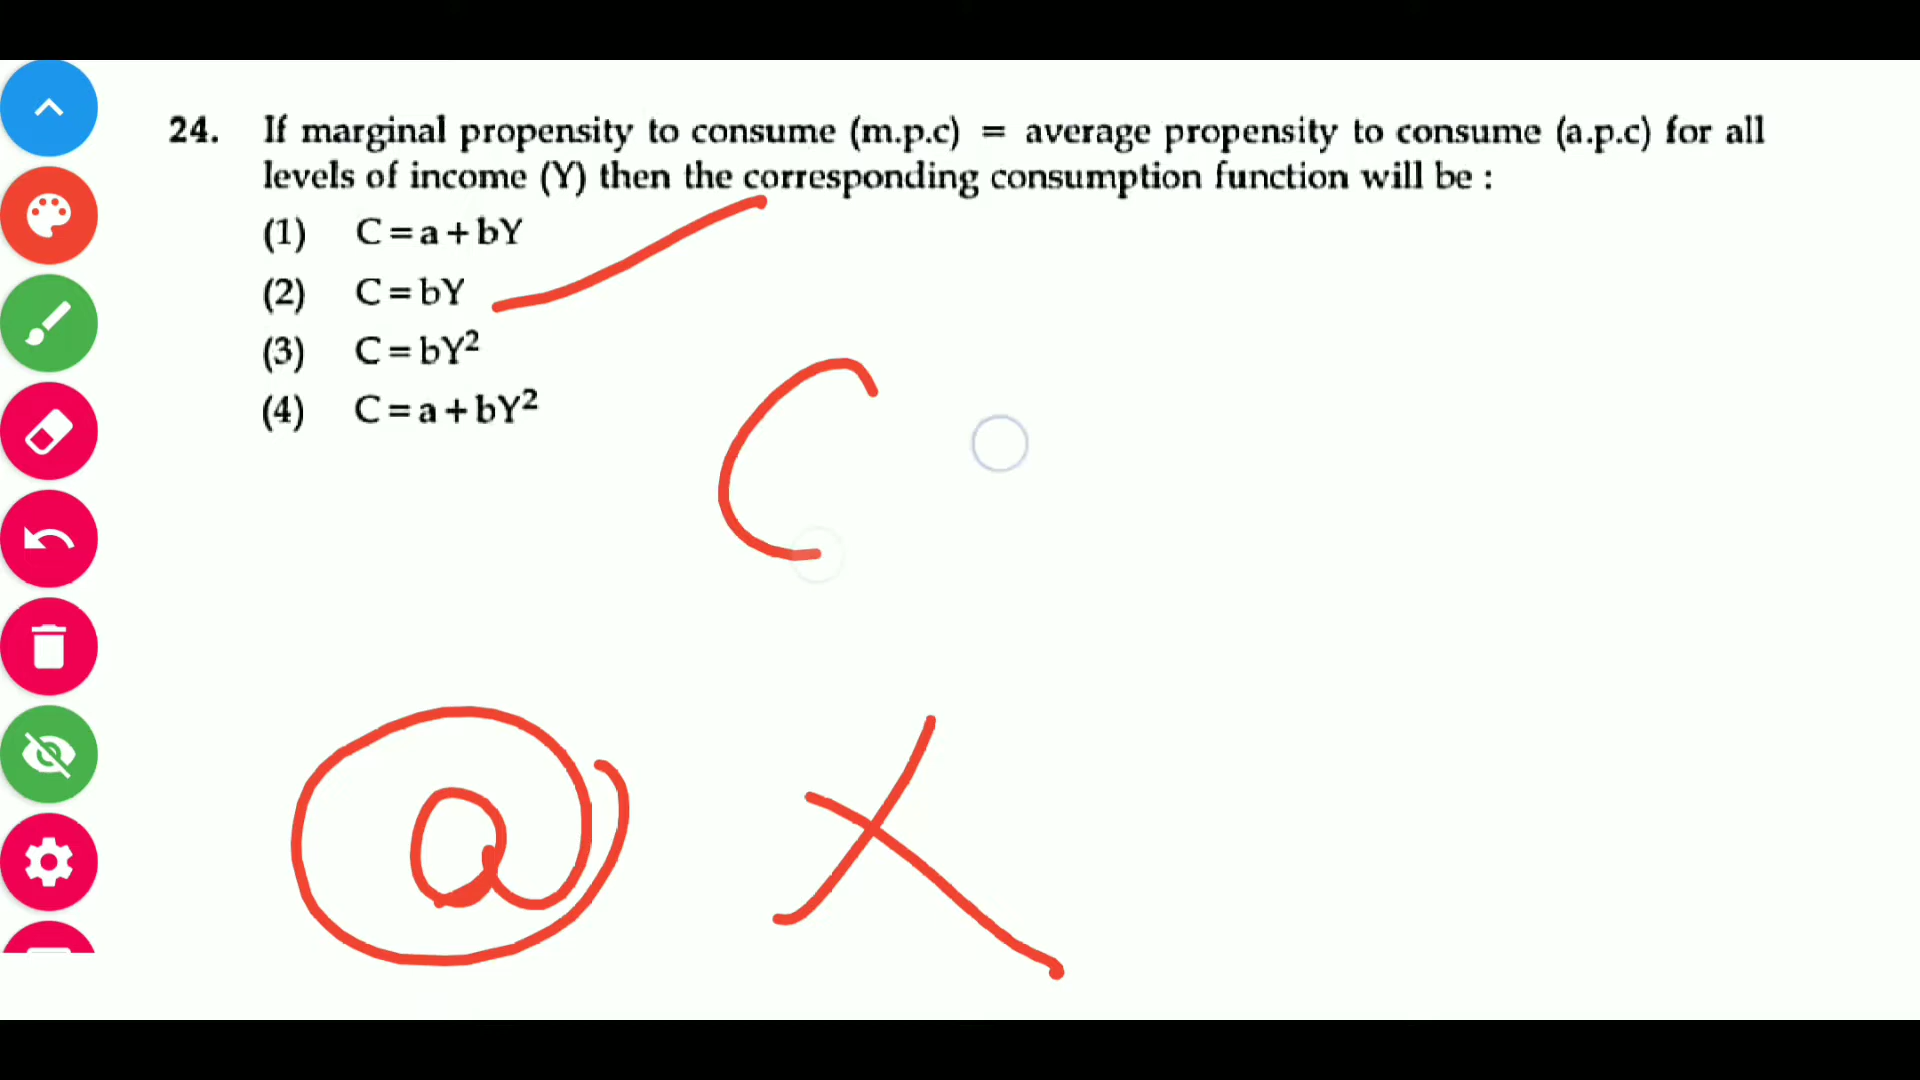 24. If marginal propensity to consume (m.p.c) = average propensity to consume (a.p.c) for all
levels of income (Y) then the corresponding consumption function will be :
(1) C=a+bY
(2) C=bY
(3) C=bY²
(4) C=a+bY²
C
a